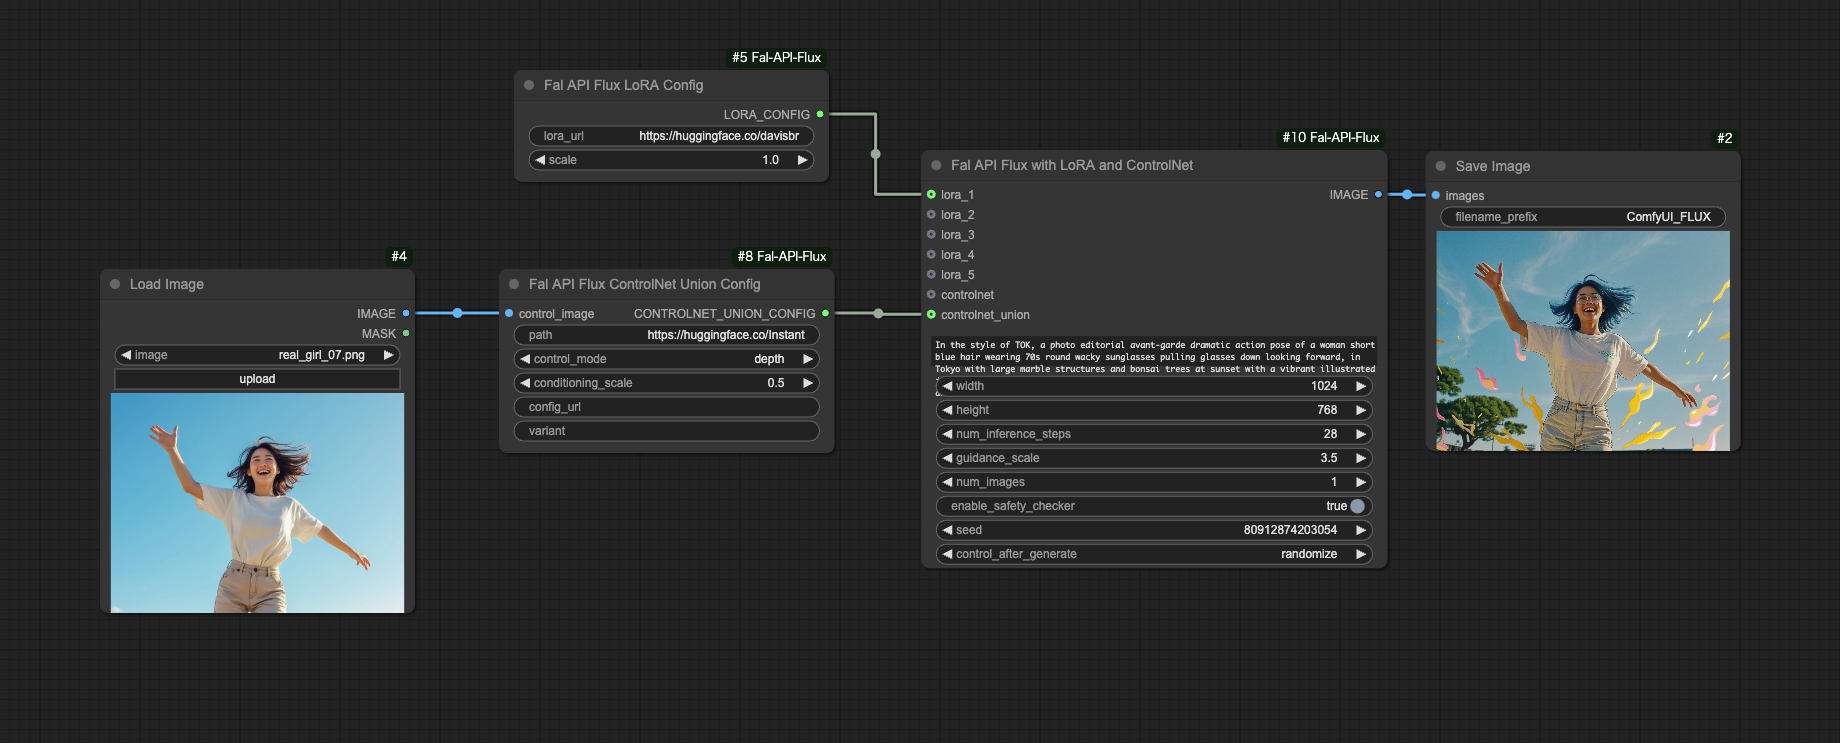 #5 Fal-API-Flux
Fal API Flux LoRA Config
LORA_CONFIG
lora_url https://huggingface.co/davisbr
scale 1.0
#4
Load Image
IMAGE
MASK
image real_girl_07.png
upload
#8 Fal-API-Flux
Fal API Flux ControlNet Union Config
control_image CONTROLNET_UNION_CONFIG
path https://huggingface.co/Instant
control_mode depth
conditioning_scale 0.5
config_url
variant
#10 Fal-API-Flux
Fal API Flux with LoRA and ControlNet
lora_1 IMAGE
lora_2
lora_3
lora_4
lora_5
controlnet
controlnet_union
In the style of TOK, a photo editorial avant-garde dramatic action pose of a woman short
blue hair wearing 70s round wacky sunglasses pulling glasses down looking forward, in
Tokyo with large marble structures and bonsai trees at sunset with a vibrant illustrated
width 1024
height 768
num_inference_steps 28
guidance_scale 3.5
num_images 1
enable_safety_checker true
seed 80912874203054
control_after_generate randomize
#2
Save Image
images
filename_prefix ComfyUI_FLUX